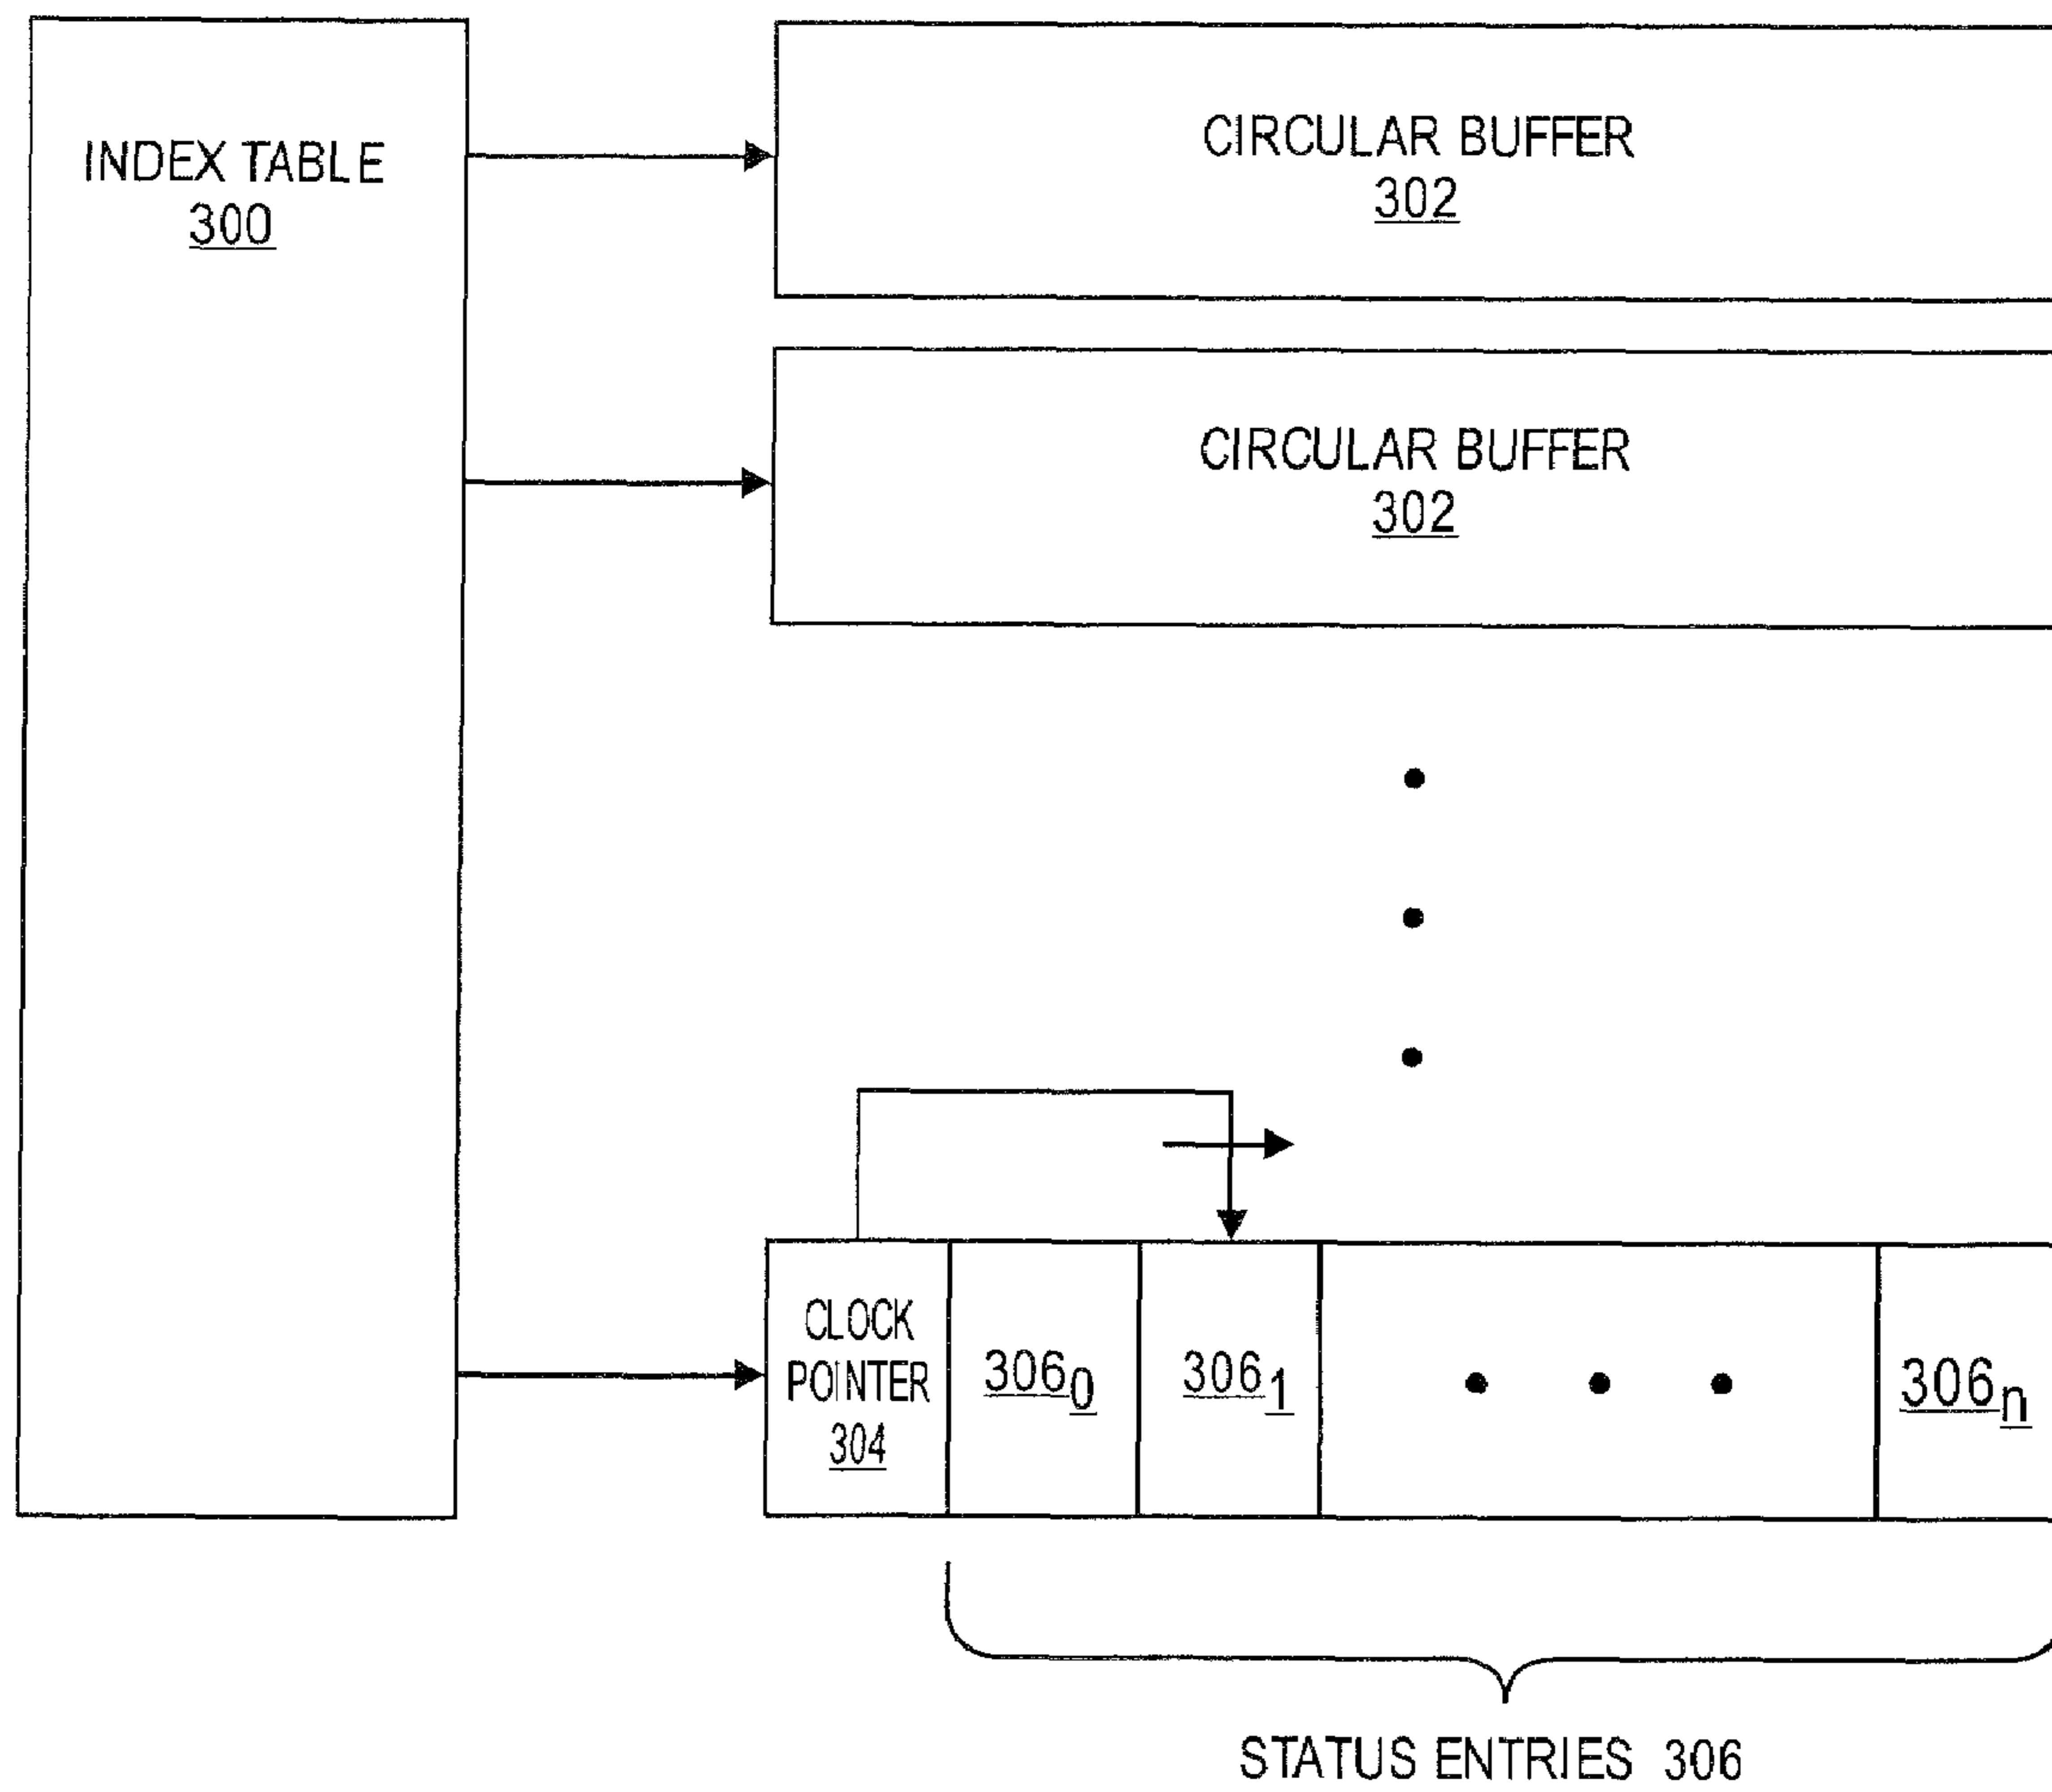 INDEX TABLE
300
CIRCULAR BUFFER
302
CIRCULAR BUFFER
302
CLOCK
POINTER
304
306₀
306₁
306ₙ
STATUS ENTRIES 306